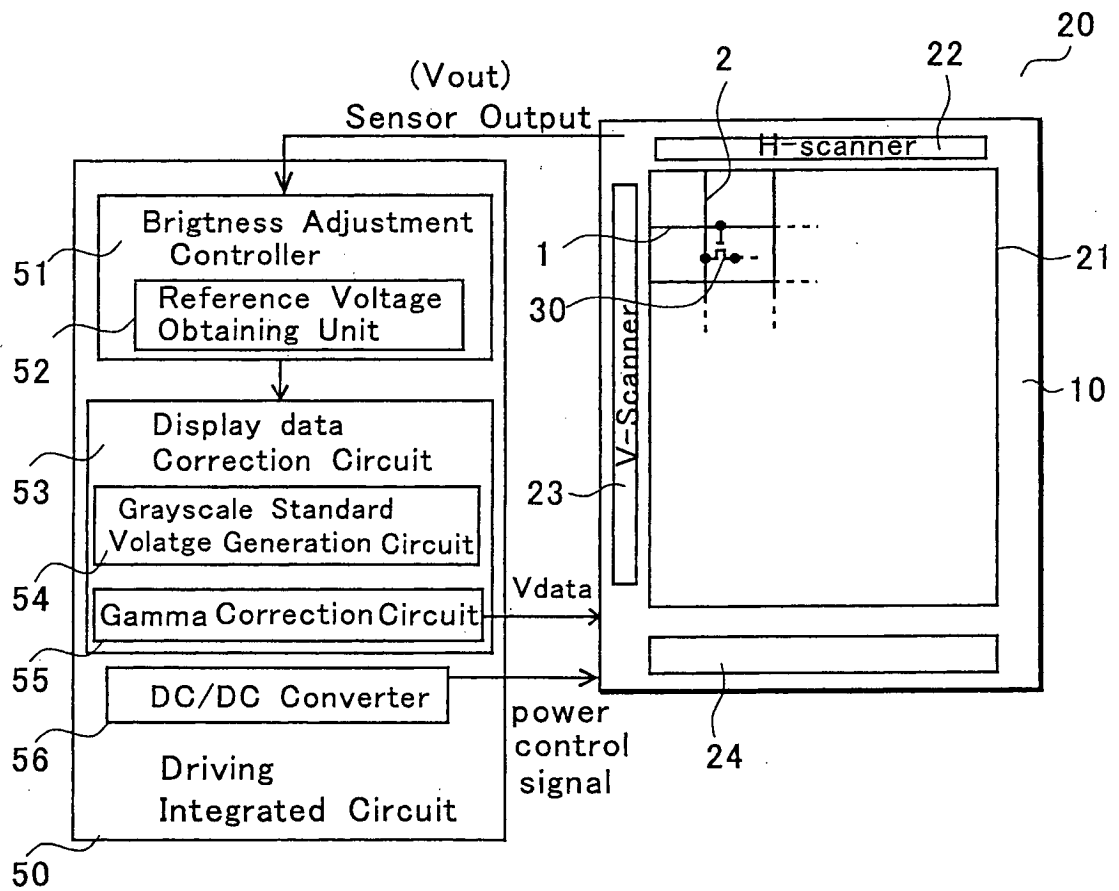 20
(Vout)
Sensor Output
2
22
H-scanner
Brigtness Adjustment
Controller
51
1
21
Reference Voltage
Obtaining Unit
30
52
V-Scanner
10
Display data
Correction Circuit
53
23
Grayscale Standard
Volatge Generation Circuit
54
Vdata
Gamma Correction Circuit
55
DC/DC Converter
power
control
signal
24
56
Driving
Integrated Circuit
50